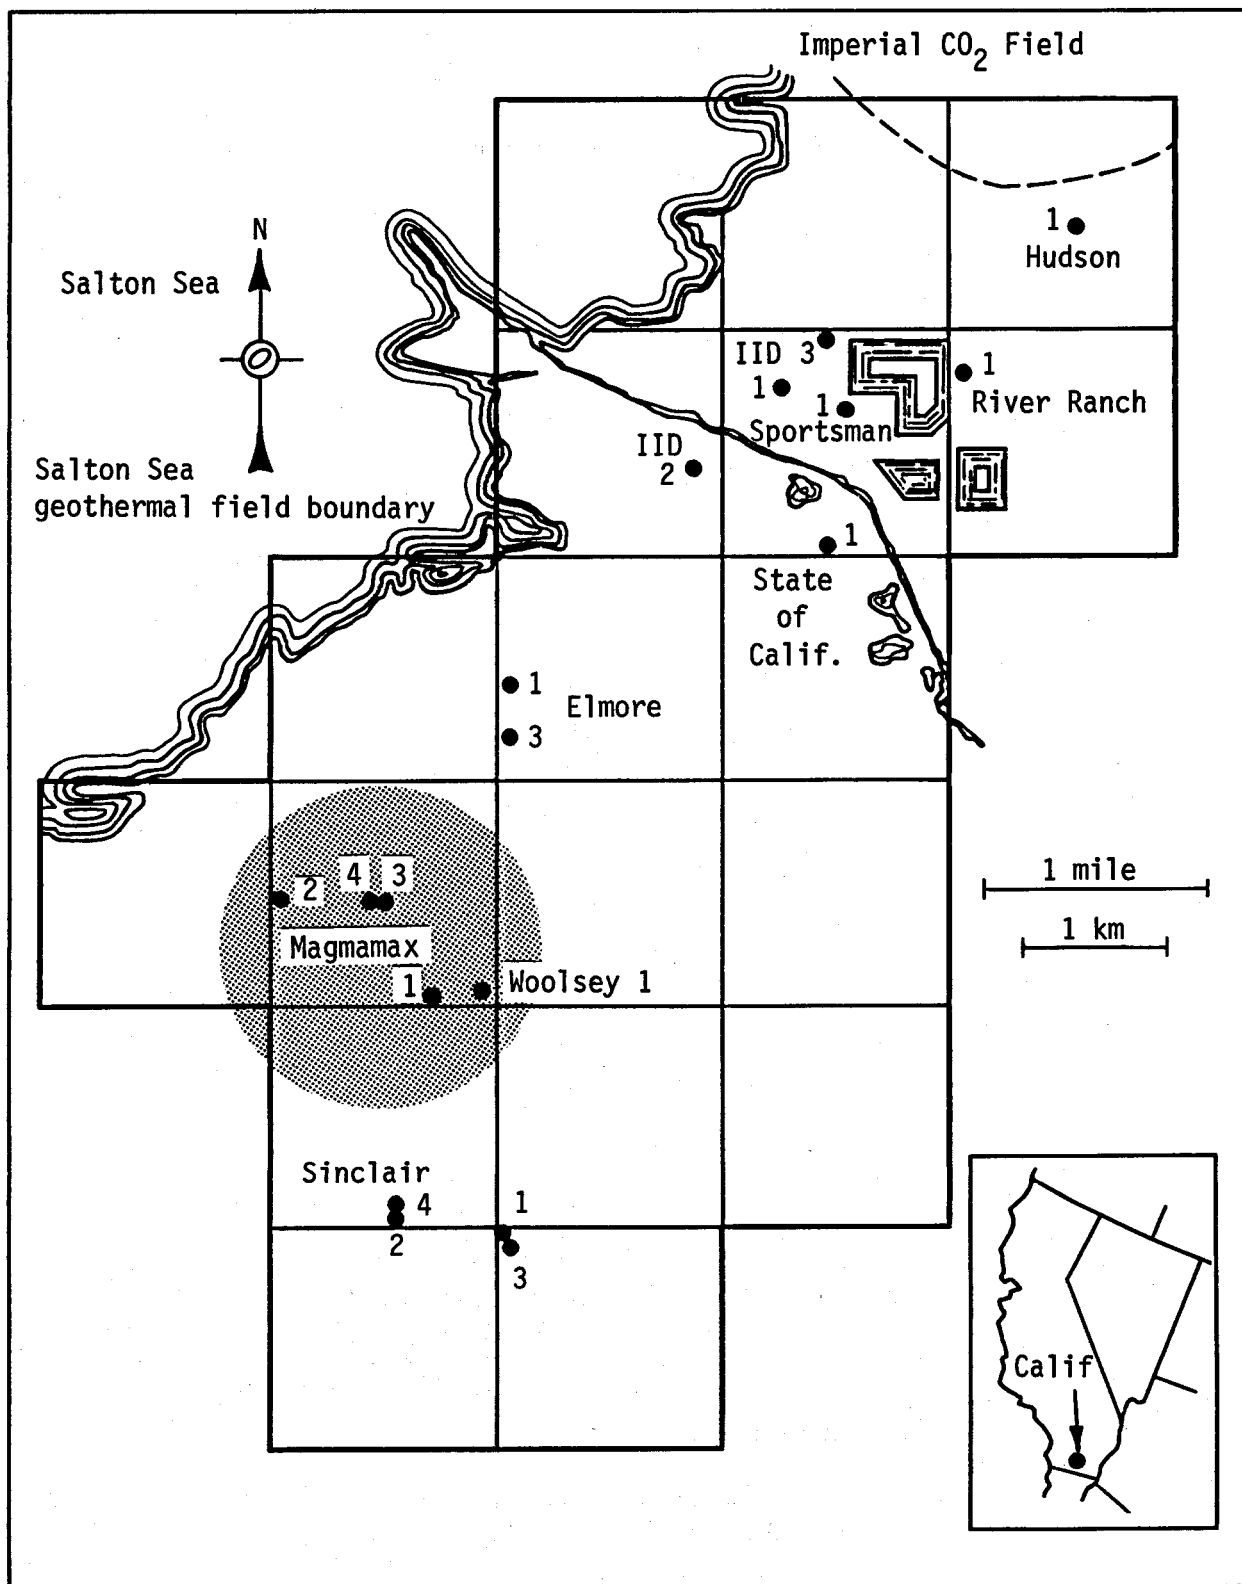 Imperial CO2 Field
N
Salton Sea
1
Hudson
IID 3
1
1
1
River Ranch
Sportsman
IID
2
Salton Sea
geothermal field boundary
1
State
of
Calif.
1
Elmore
3
1 mile
1 km
2
4
3
Magmamax
1
Woolsey 1
Sinclair
4
2
1
3
Calif